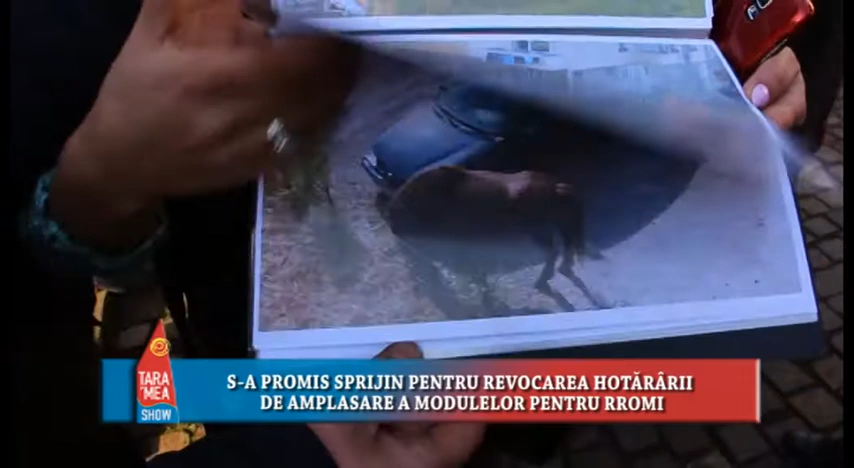 TARA
'MEA
SHOW
S-A PROMIS SPRIJIN PENTRU REVOCAREA HOTĂRÂRII
DE AMPLASARE A MODULELOR PENTRU RROMI